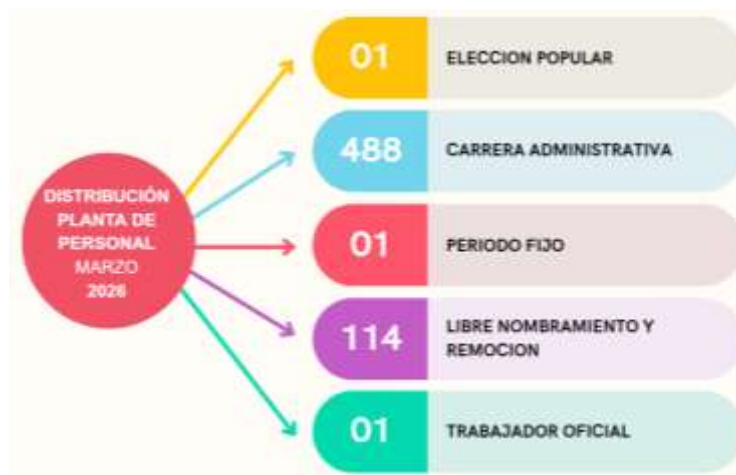 DISTRIBUCIÓN
PLANTA DE
PERSONAL
MARZO
2026
01
ELECCION POPULAR
488
CARRERA ADMINISTRATIVA
01
PERIODO FIJO
114
LIBRE NOMBRAMIENTO Y
REMOCION
01
TRABAJADOR OFICIAL